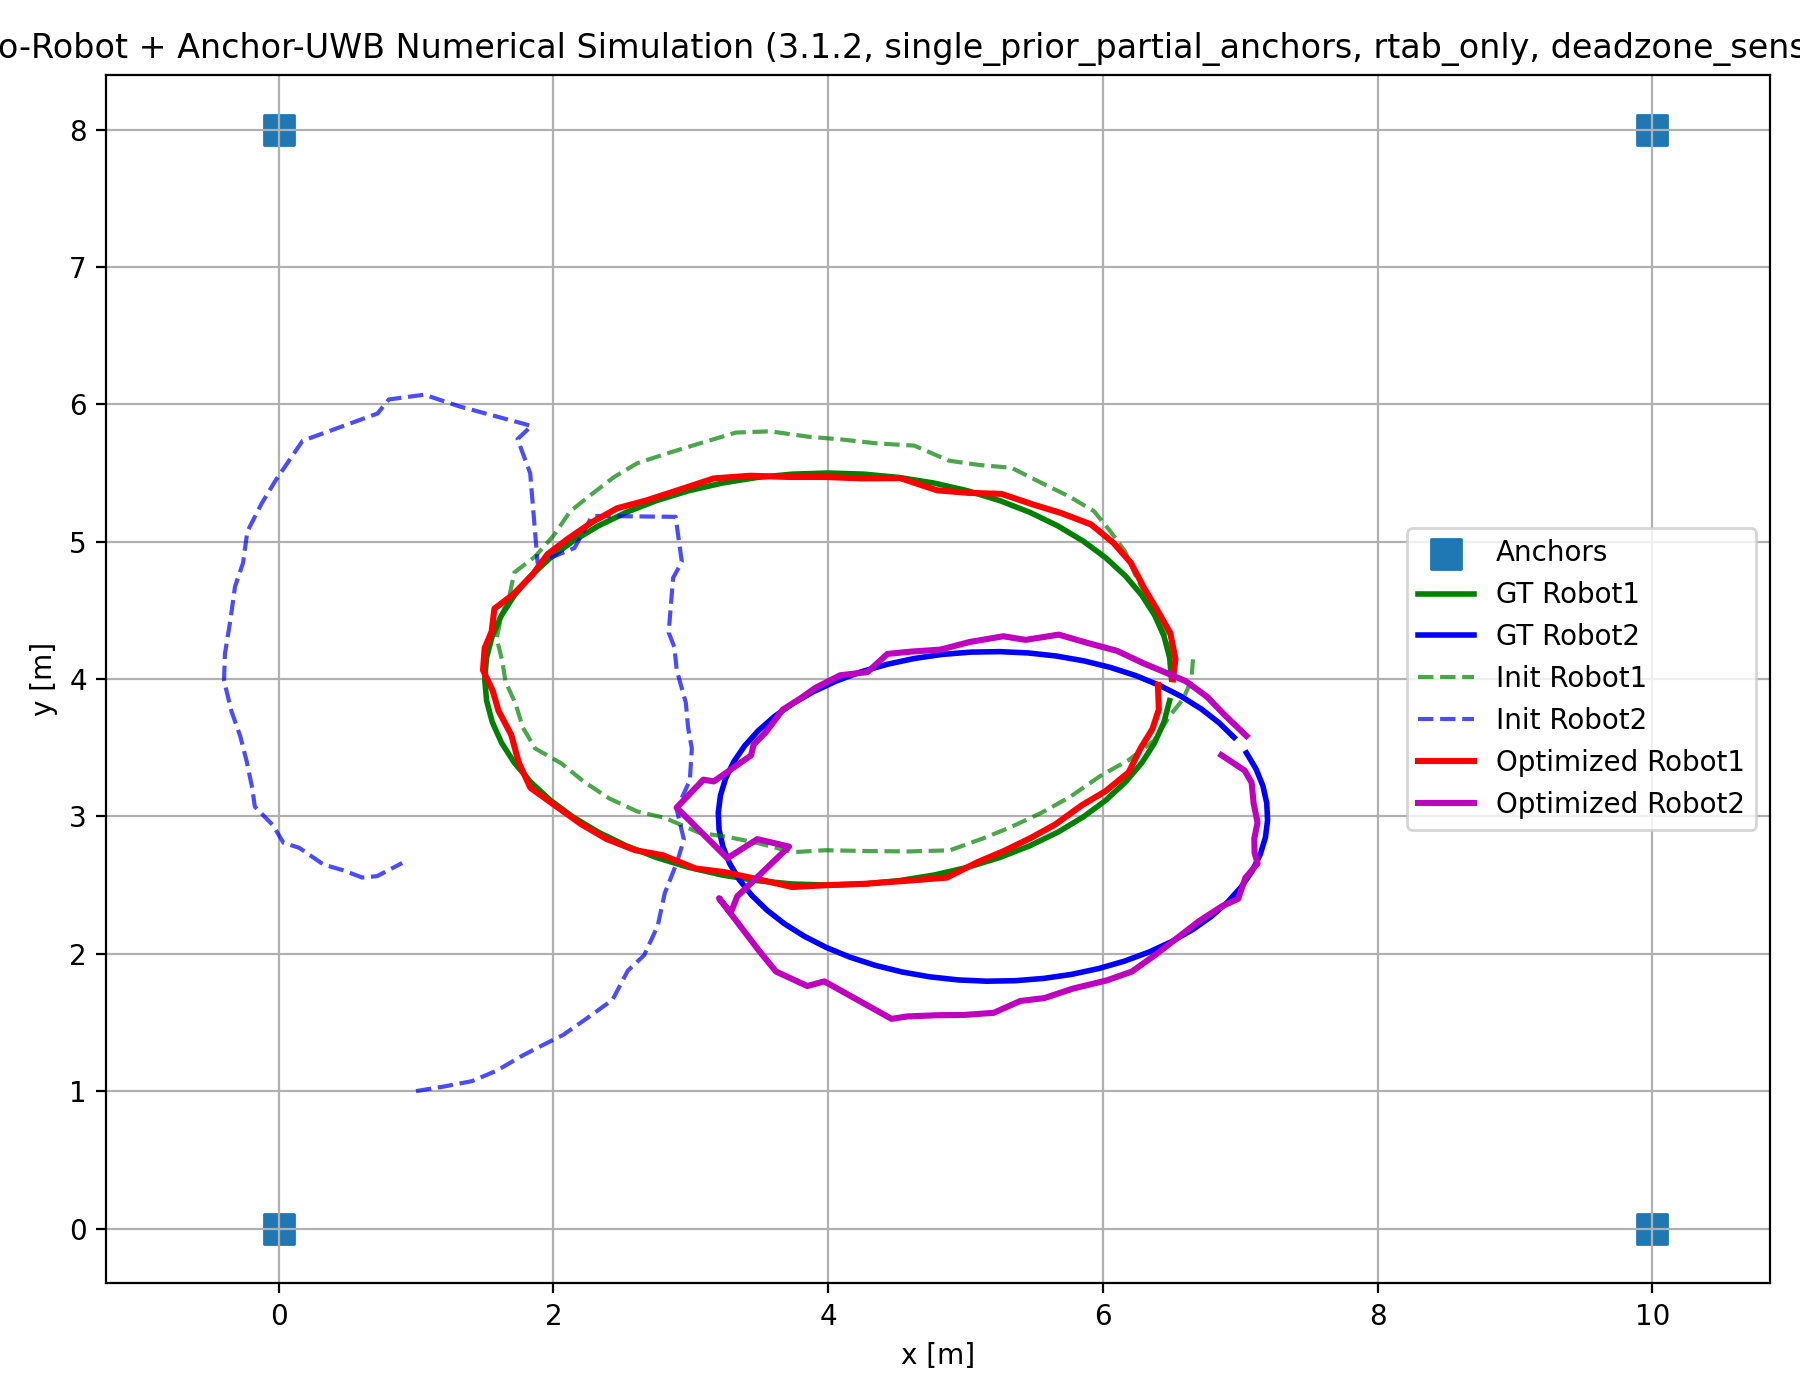 o-Robot + Anchor-UWB Numerical Simulation (3.1.2, single_prior_partial_anchors, rtab_only, deadzone_sens
8
7
6
5
4
3
2
1
0
y [m]
0 2 4 6 8 10
x [m]
Anchors
GT Robot1
GT Robot2
Init Robot1
Init Robot2
Optimized Robot1
Optimized Robot2